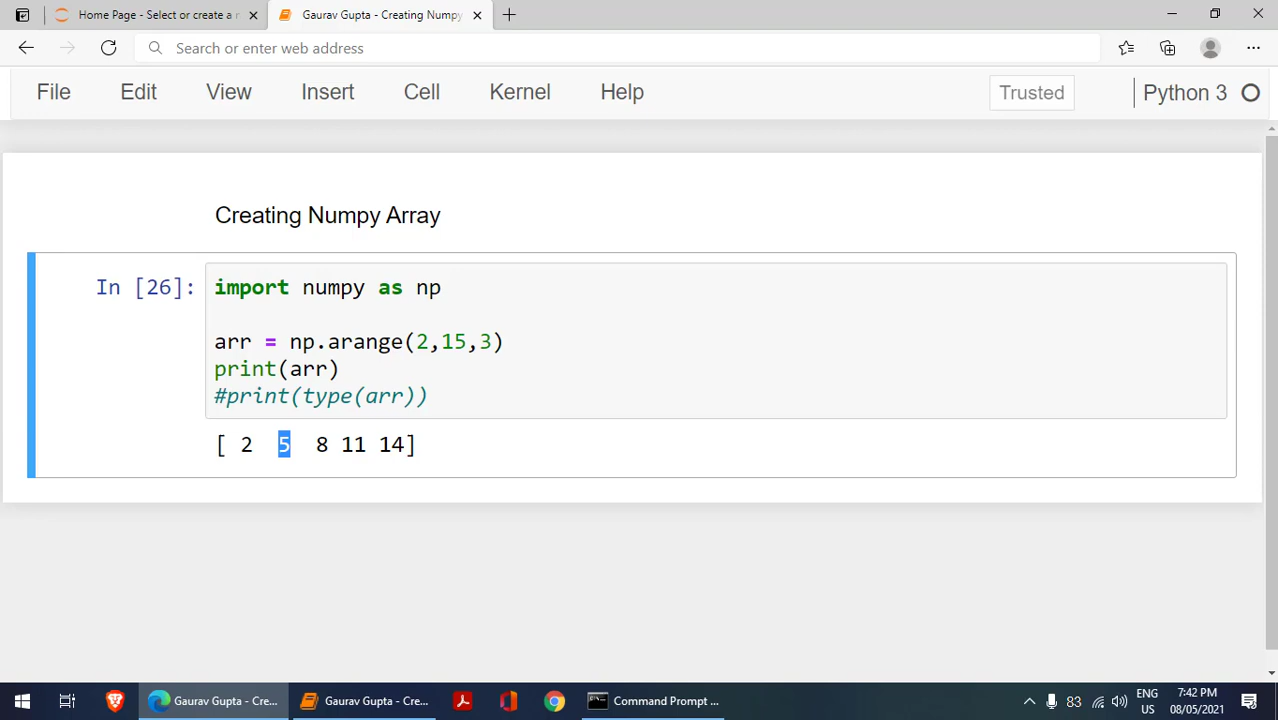 Home Page - Select or create a n
Gaurav Gupta - Creating Numpy
Search or enter web address
File Edit View Insert Cell Kernel Help Trusted Python 3
Creating Numpy Array
In [26]: import numpy as np
arr = np.arange(2,15,3)
print(arr)
#print(type(arr))
[ 2 5 8 11 14]
Gaurav Gupta - Cre...
Gaurav Gupta - Cre...
Command Prompt ...
83
ENG
US
7:42 PM
08/05/2021